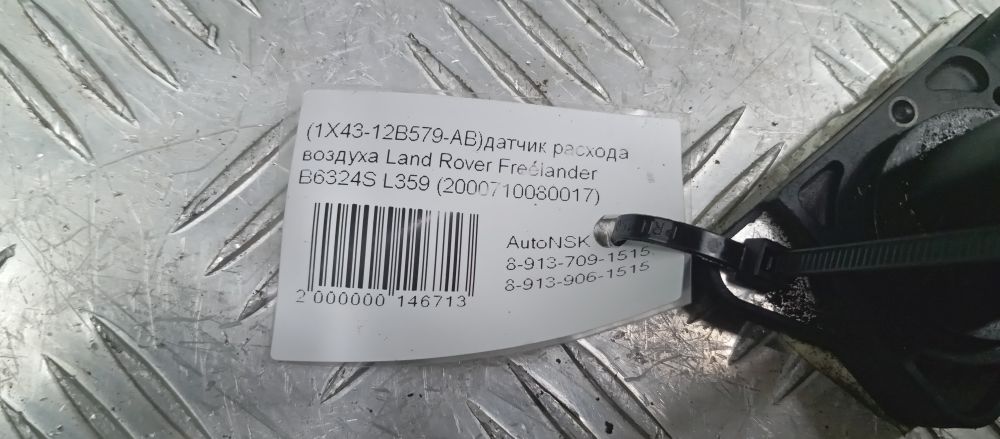 (1X43-12B579-AB)датчик расхода
воздуха Land Rover Freelander
B6324S L359 (2000710080017)
AutoNSK
8-913-709-1515
8-913-906-1515
2 000000 146713